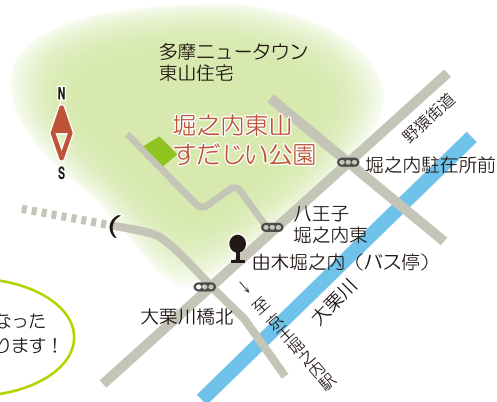 多摩ニュータウン
東山住宅
N
S
堀之内東山
すだじい公園
野猿街道
堀之内駐在所前
八王子
堀之内東
由木堀之内（バス停）
大栗川橋北
↓至 京王堀之内駅
大栗川
なった
ります！